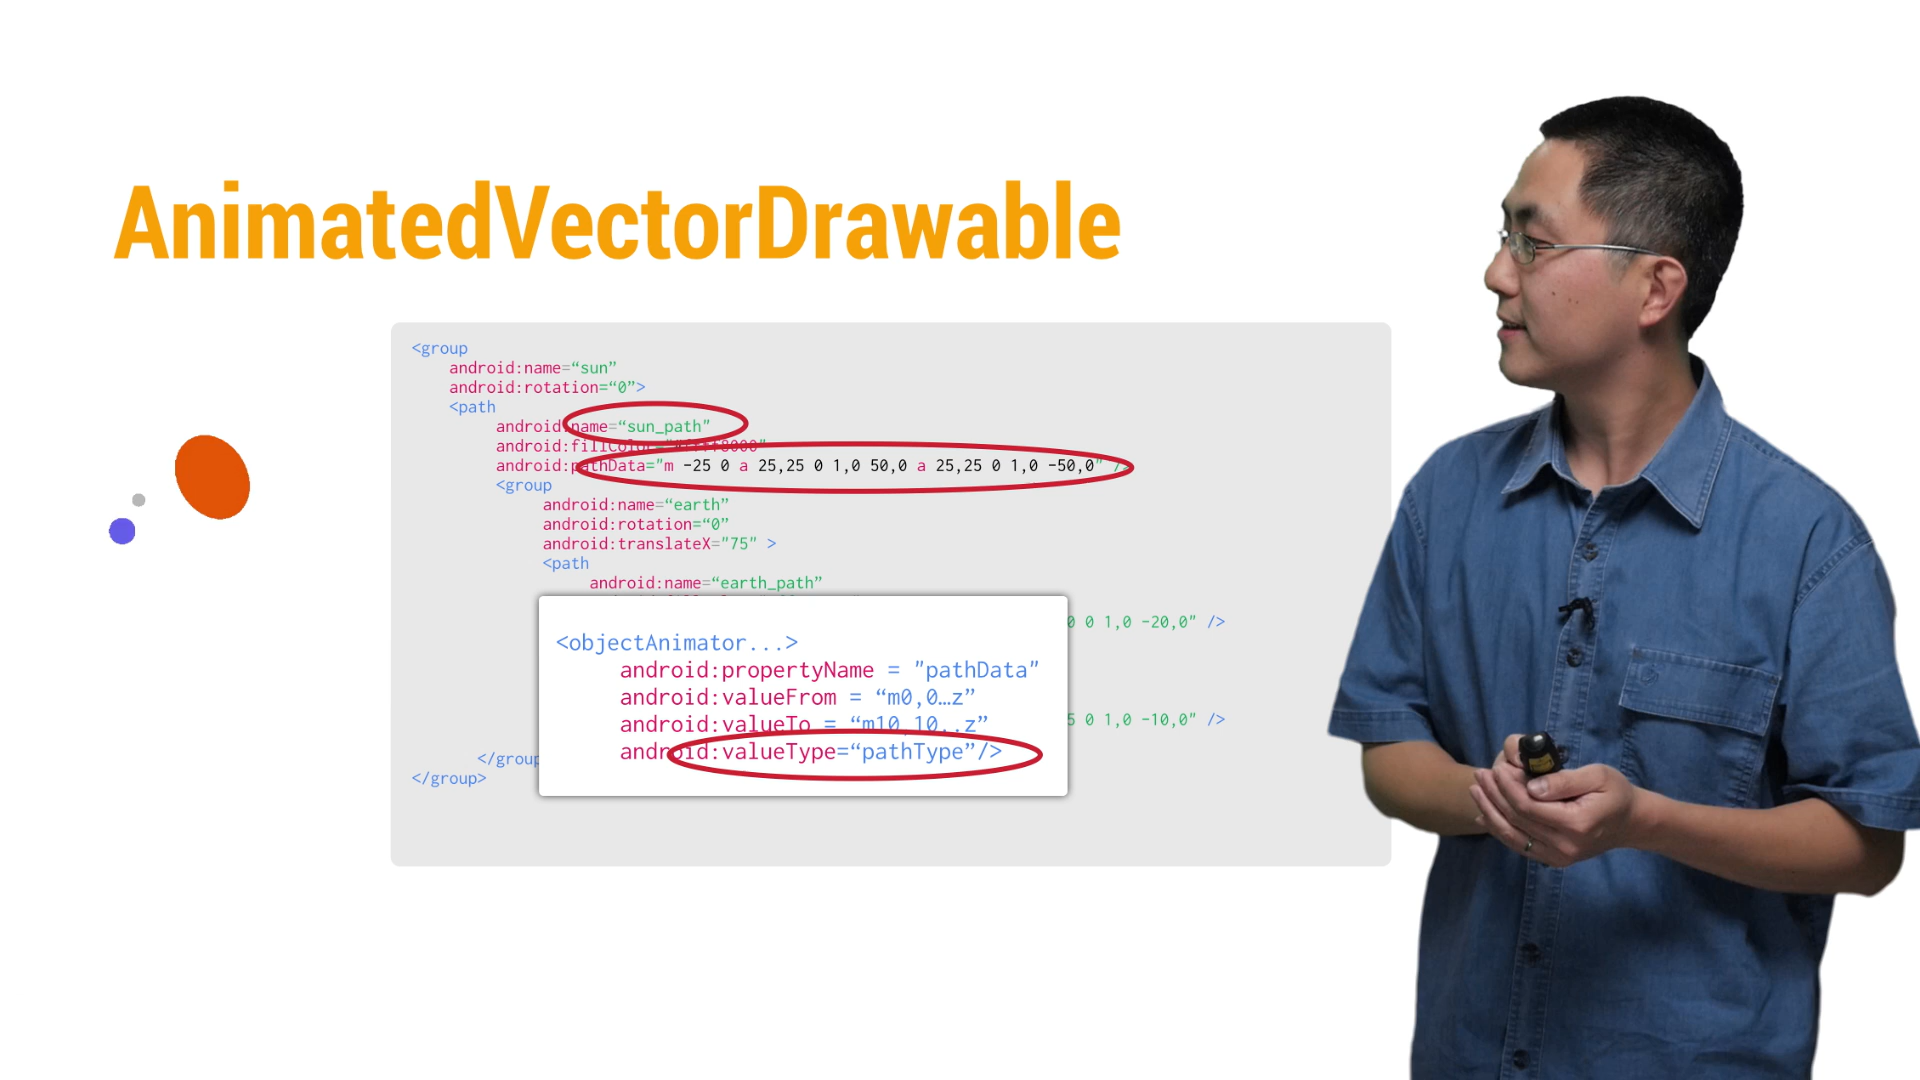 AnimatedVectorDrawable
<group
android:name=“sun”
android:rotation=“0”>
<path
android:name=“sun_path”
android:fillColor="#ffff8000"
android:pathData="m -25 0 a 25,25 0 1,0 50,0 a 25,25 0 1,0 -50,0" />
<group
android:name=“earth”
android:rotation=“0”
android:translateX="75" >
<path
android:name=“earth_path”
0 1,0 -20,0" />
0 1,0 -10,0" />
</group
</group>
<objectAnimator...>
android:propertyName = "pathData"
android:valueFrom = “m0,0…z”
android:valueTo = “m10,10..z”
android:valueType=“pathType”/>